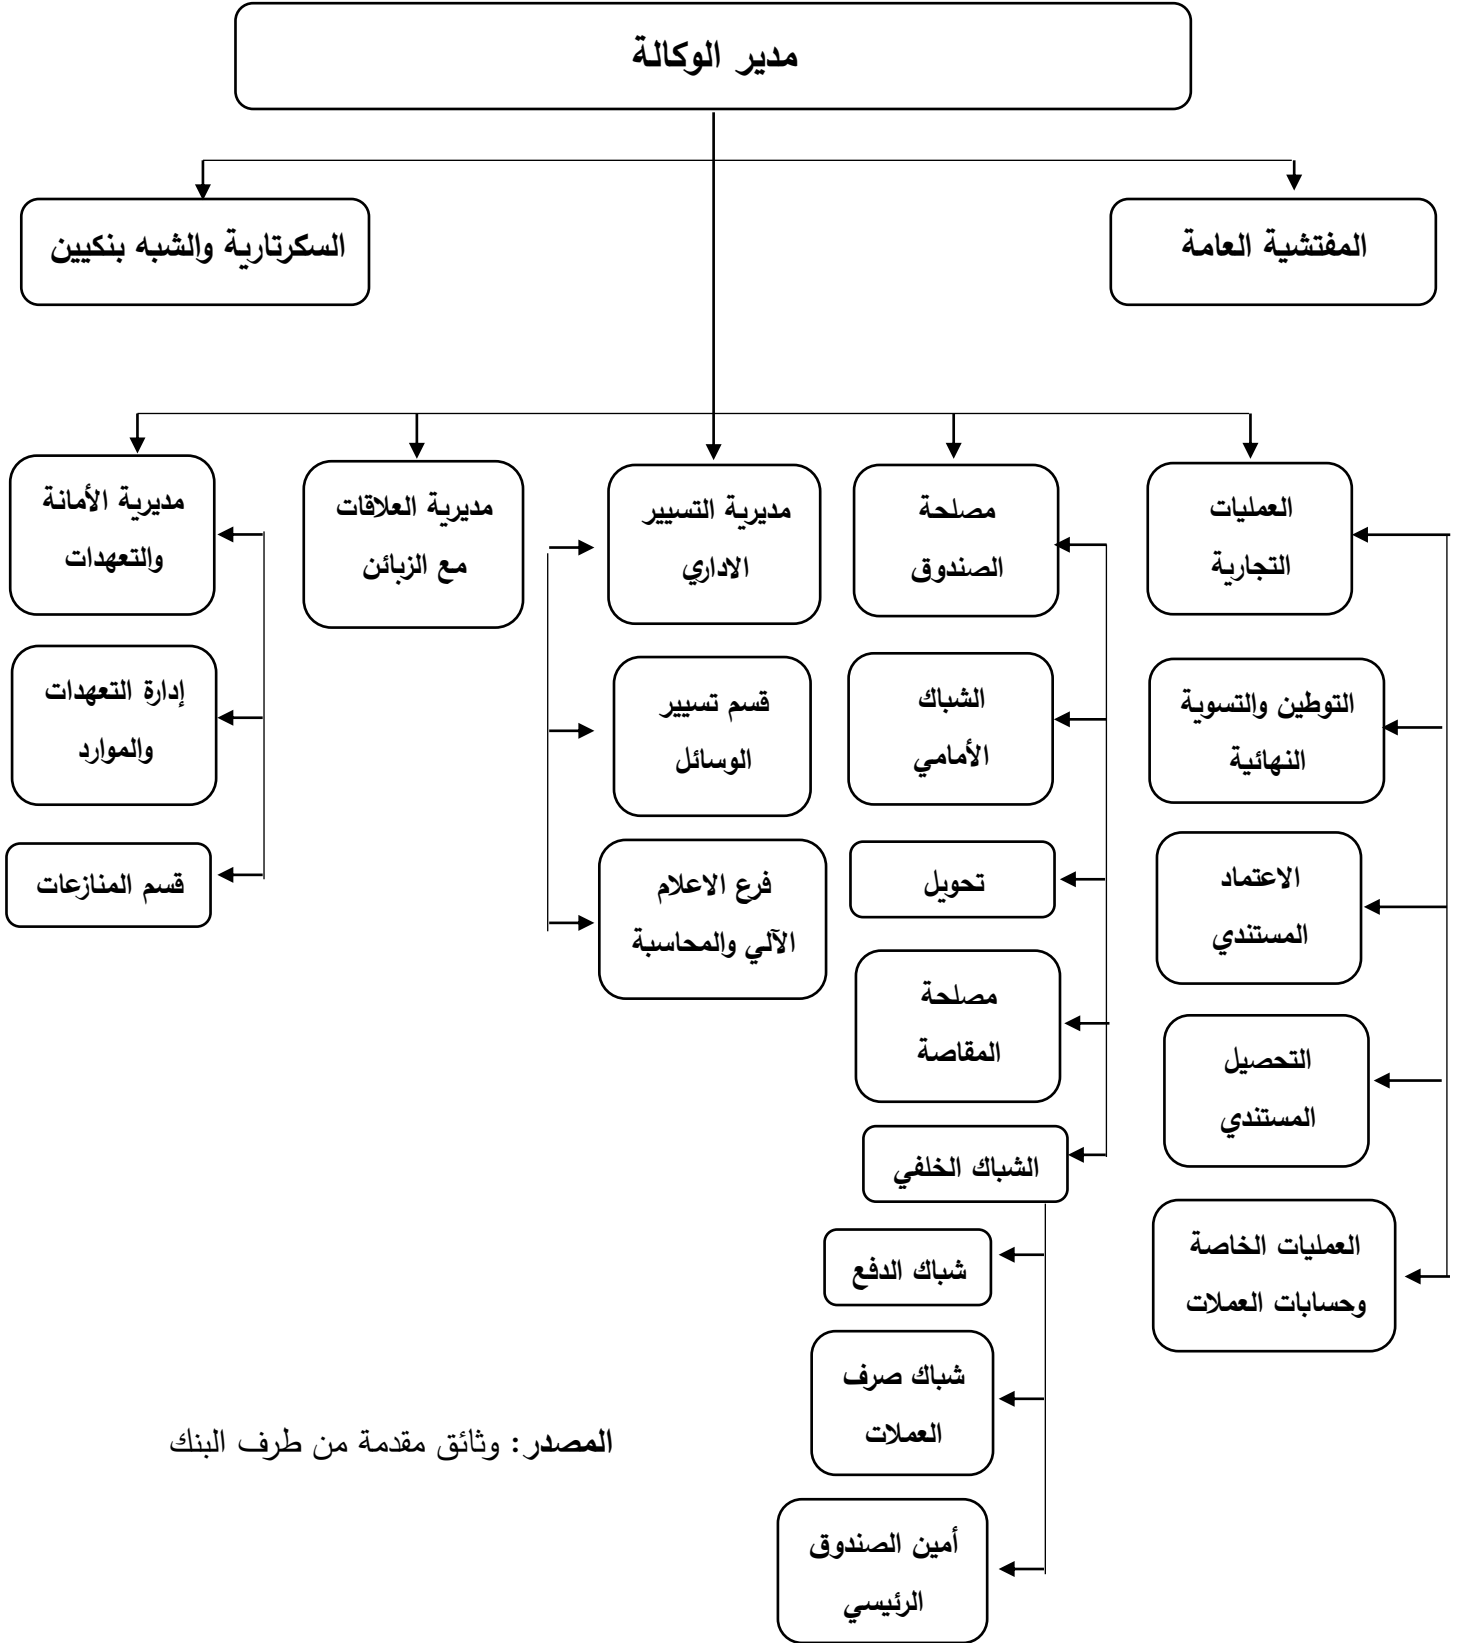 مدير الوكالة
المفتشية العامة
السكرتارية والشبه بنكيين
العمليات
التجارية
التوطين والتسوية
النهائية
الاعتماد
المستندي
التحصيل
المستندي
العمليات الخاصة
وحسابات العملات
مصلحة
الصندوق
الشباك
الأمامي
تحويل
مصلحة
المقاصة
الشباك الخلفي
شباك الدفع
شباك صرف
العملات
أمين الصندوق
الرئيسي
مديرية التسيير
الاداري
قسم تسيير
الوسائل
فرع الاعلام
الآلي والمحاسبة
مديرية العلاقات
مع الزبائن
مديرية الأمانة
والتعهدات
إدارة التعهدات
والموارد
قسم المنازعات
المصدر: وثائق مقدمة من طرف البنك